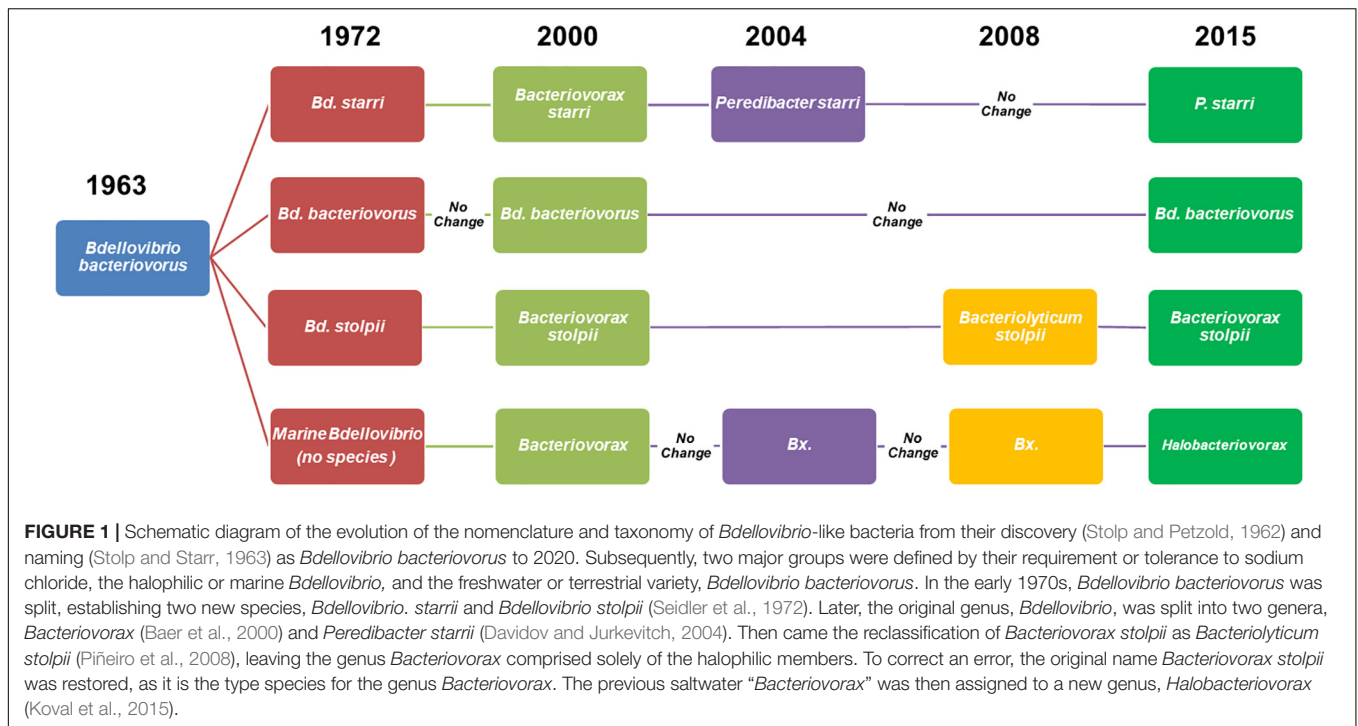 1972 2000 2004 2008 2015
Bd. starri
Bacteriovorax
starri
Peredibacter starri
No
Change
P. starri
1963
Bdellovibrio
bacteriovorus
Bd. bacteriovorus
No
Change
Bd. bacteriovorus
No
Change
Bd. bacteriovorus
Bd. stolpii
Bacteriovorax
stolpii
Bacteriolyticum
stolpii
Bacteriovorax
stolpii
Marine Bdellovibrio
(no species)
Bacteriovorax
No
Change
Bx.
No
Change
Bx.
Halobacteriovorax
FIGURE 1 | Schematic diagram of the evolution of the nomenclature and taxonomy of Bdellovibrio-like bacteria from their discovery (Stolp and Petzold, 1962) and
naming (Stolp and Starr, 1963) as Bdellovibrio bacteriovorus to 2020. Subsequently, two major groups were defined by their requirement or tolerance to sodium
chloride, the halophilic or marine Bdellovibrio, and the freshwater or terrestrial variety, Bdellovibrio bacteriovorus. In the early 1970s, Bdellovibrio bacteriovorus was
split, establishing two new species, Bdellovibrio. starrii and Bdellovibrio stolpii (Seidler et al., 1972). Later, the original genus, Bdellovibrio, was split into two genera,
Bacteriovorax (Baer et al., 2000) and Peredibacter starrii (Davidov and Jurkevitch, 2004). Then came the reclassification of Bacteriovorax stolpii as Bacteriolyticum
stolpii (Piñeiro et al., 2008), leaving the genus Bacteriovorax comprised solely of the halophilic members. To correct an error, the original name Bacteriovorax stolpii
was restored, as it is the type species for the genus Bacteriovorax. The previous saltwater “Bacteriovorax” was then assigned to a new genus, Halobacteriovorax
(Koval et al., 2015).